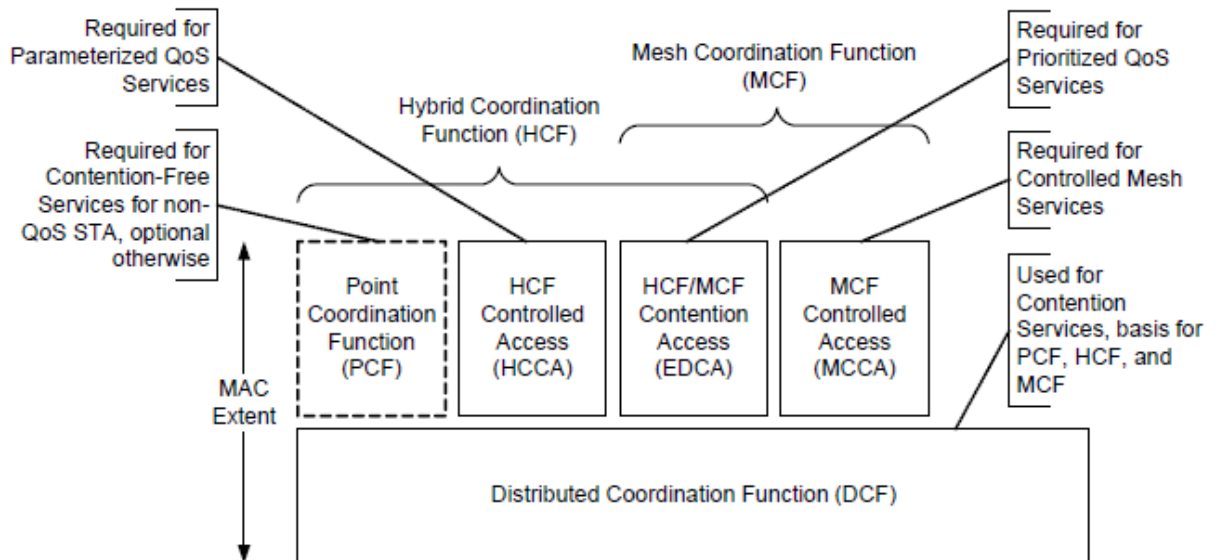 Required for
Parameterized QoS
Services
Mesh Coordination Function
(MCF)
Required for
Prioritized QoS
Services
Hybrid Coordination
Function (HCF)
Required for
Contention-Free
Services for non-
QoS STA, optional
otherwise
Required for
Controlled Mesh
Services
Point
Coordination
Function
(PCF)
HCF
Controlled
Access
(HCCA)
HCF/MCF
Contention
Access
(EDCA)
MCF
Controlled
Access
(MCCA)
Used for
Contention
Services, basis for
PCF, HCF, and
MCF
MAC
Extent
Distributed Coordination Function (DCF)